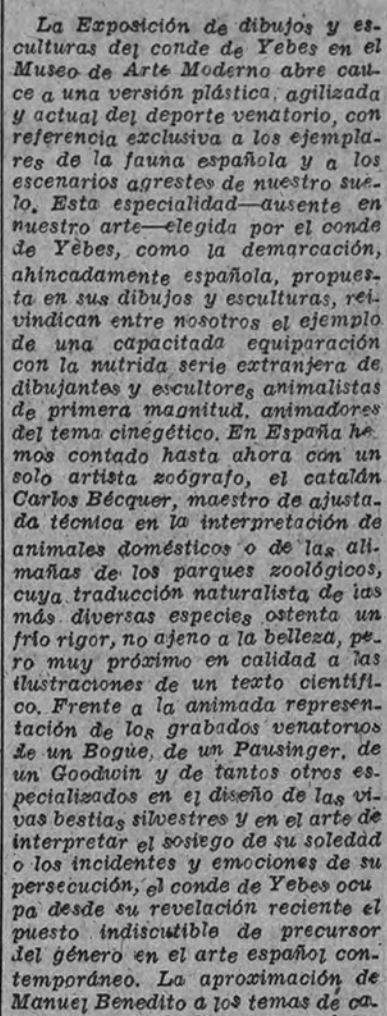 La Exposición de dibujos y es-
culturas del conde de Yebes en el
Museo de Arte Moderno abre cau-
ce a una versión plástica, agilizada
y actual del deporte venatorio, con
referencia exclusiva a los ejempla-
res de la fauna española y a los
escenarios agrestes de nuestro sue-
lo. Esta especialidad—ausente en
nuestro arte—elegida por el conde
de Yebes, como la demarcación,
ahincadamente española, propues-
ta en sus dibujos y esculturas, rei-
vindican entre nosotros el ejemplo
de una capacitada equiparación
con la nutrida serie extranjera de
dibujantes y escultores animalistas
de primera magnitud, animadores
del tema cinegético. En España he
mos contado hasta ahora con un
solo artista zoógrafo, el catalán
Carlos Bécquer, maestro de ajusta-
da técnica en la interpretación de
animales domésticos o de las ali-
mañas de los parques zoológicos,
cuya traducción naturalista de las
más diversas especies ostenta un
frío rigor, no ajeno a la belleza, pe-
ro muy próximo en calidad a las
ilustraciones de un texto científi-
co. Frente a la animada represen-
tación de los grabados venatorios
de un Bogue, de un Pausinger, de
un Goodwin y de tantos otros es-
pecializados en el diseño de las vi-
vas bestias silvestres y en el arte de
interpretar el sosiego de su soledad
o los incidentes y emociones de su
persecución, el conde de Yebes ocu
pa desde su revelación reciente el
puesto indiscutible de precursor
del género en el arte español con-
temporáneo. La aproximación de
Manuel Benedito a los temas de ca-